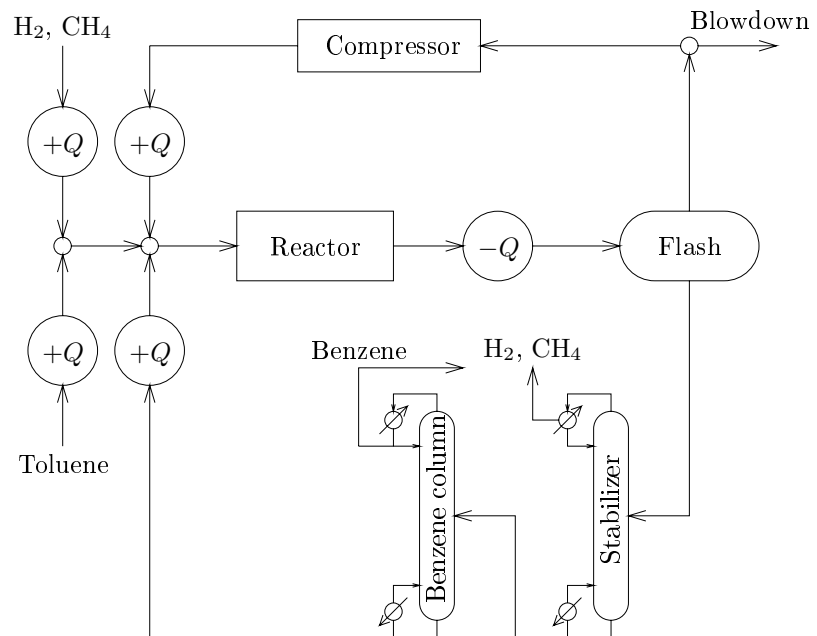 Blowdown
H₂, CH₄
Compressor
+Q
+Q
Reactor
−Q
Flash
+Q
+Q
Benzene
H₂, CH₄
Toluene
Benzene column
Stabilizer